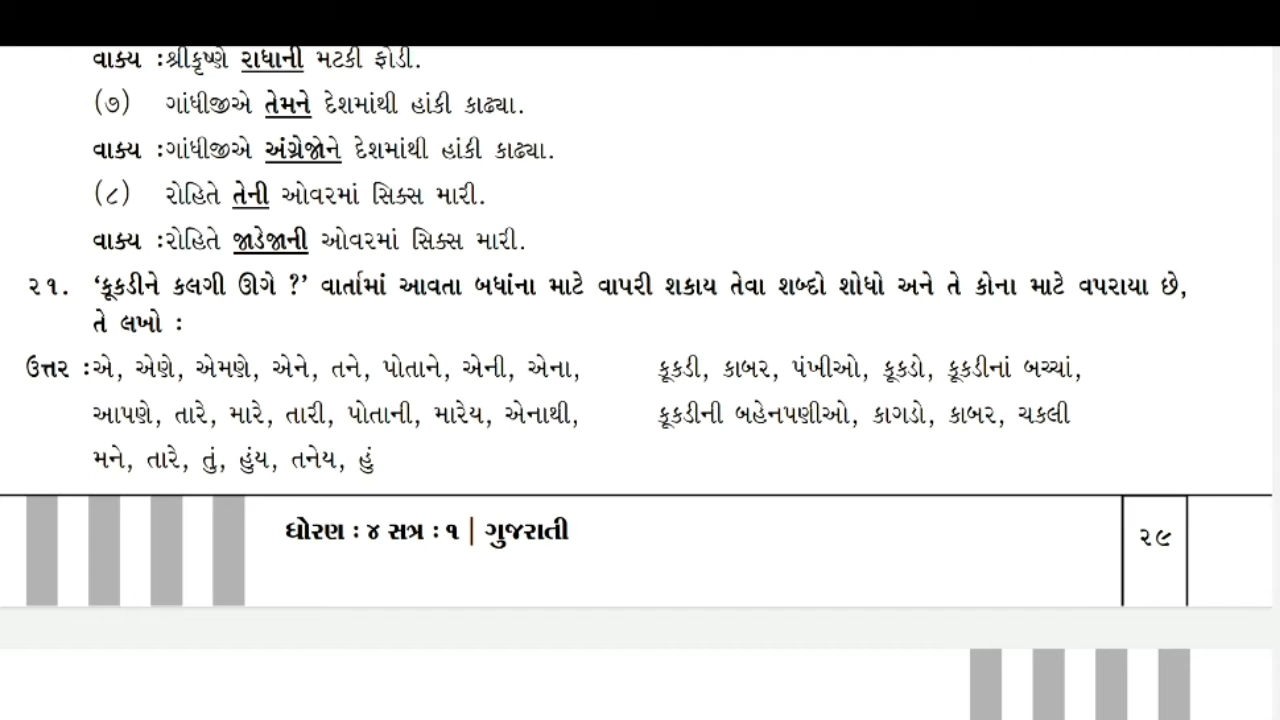 વાક્ય :શ્રીકૃષ્ણે રાધાની મટકી ફોડી.
(૭) ગાંધીજીએ તેમને દેશમાંથી હાંકી કાઢ્યા.
વાક્ય :ગાંધીજીએ અંગ્રેજોને દેશમાંથી હાંકી કાઢ્યા.
(૮) રોહિતે તેની ઓવરમાં સિક્સ મારી.
વાક્ય :રોહિતે જાડેજાની ઓવરમાં સિક્સ મારી.
૨૧. ‘કૂકડીને કલગી ઊગે ?’ વાર્તામાં આવતા બધાંના માટે વાપરી શકાય તેવા શબ્દો શોધો અને તે કોના માટે વપરાયા છે,
તે લખો :
ઉત્તર :એ, એણે, એમણે, એને, તને, પોતાને, એની, એના, કૂકડી, કાબર, પંખીઓ, કૂકડો, કૂકડીનાં બચ્ચાં,
આપણે, તારે, મારે, તારી, પોતાની, મારેય, એનાથી, કૂકડીની બહેનપણીઓ, કાગડો, કાબર, ચકલી
મને, તારે, તું, હુંય, તનેય, હું
ધોરણ : ૪ સત્ર : ૧ | ગુજરાતી
૨૯